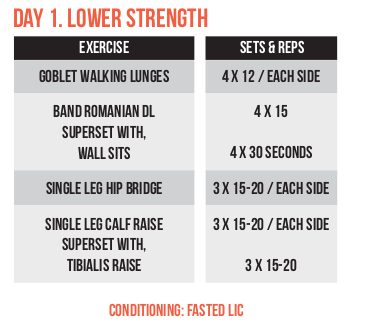 DAY 1. LOWER STRENGTH
EXERCISE SETS & REPS
GOBLET WALKING LUNGES 4 X 12 / EACH SIDE
BAND ROMANIAN DL 4 X 15
SUPERSET WITH,
WALL SITS 4 X 30 SECONDS
SINGLE LEG HIP BRIDGE 3 X 15-20 / EACH SIDE
SINGLE LEG CALF RAISE 3 X 15-20 / EACH SIDE
SUPERSET WITH,
TIBIALIS RAISE 3 X 15-20
CONDITIONING: FASTED LIC